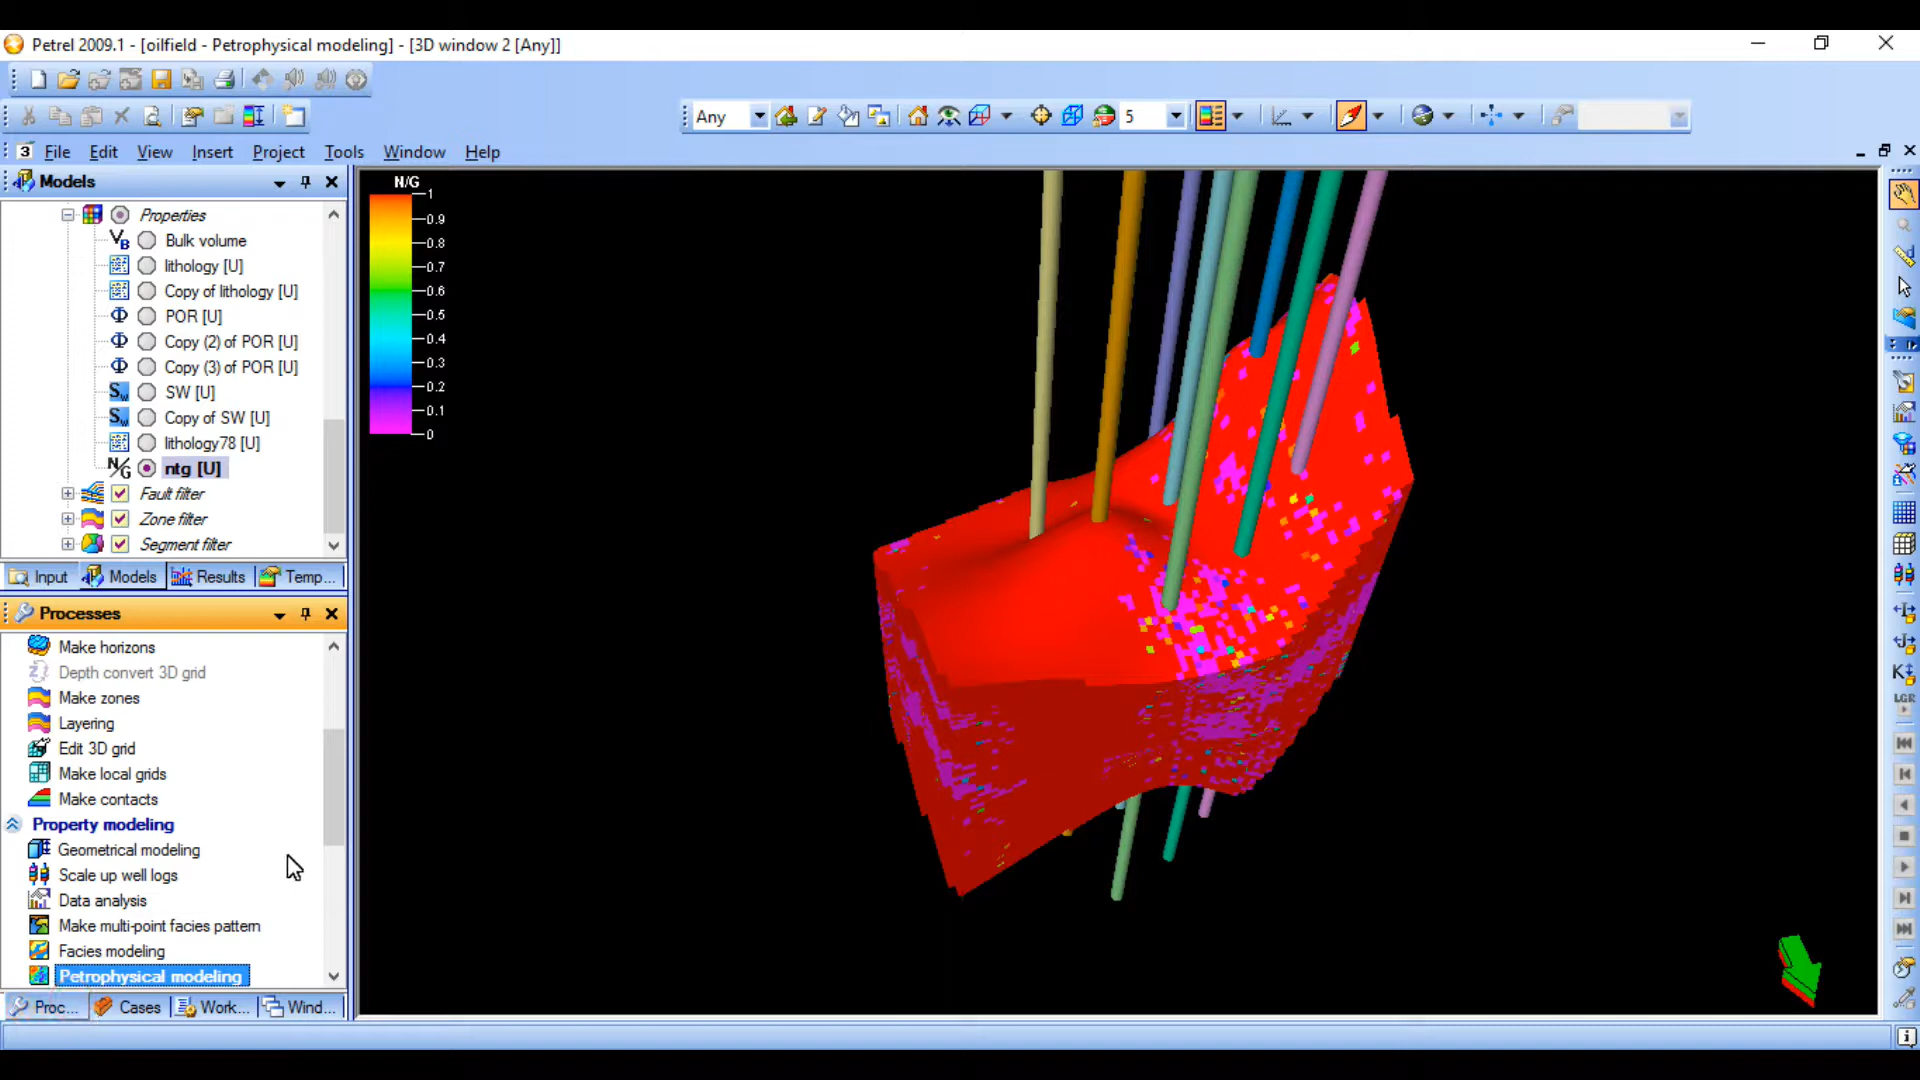 Petrel 2009.1 - [oilfield - Petrophysical modeling] - [3D window 2 [Any]]
Any
5
3 File Edit View Insert Project Tools Window Help
Models
Properties
Bulk volume
lithology [U]
Copy of lithology [U]
POR [U]
Copy (2) of POR [U]
Copy (3) of POR [U]
SW [U]
Copy of SW [U]
lithology78 [U]
ntg [U]
Fault filter
Zone filter
Segment filter
Input Models Results Temp...
Processes
Make horizons
Depth convert 3D grid
Make zones
Layering
Edit 3D grid
Make local grids
Make contacts
Property modeling
Geometrical modeling
Scale up well logs
Data analysis
Make multi-point facies pattern
Facies modeling
Petrophysical modeling
Proc... Cases Work... Wind...
N/G
1
0.9
0.8
0.7
0.6
0.5
0.4
0.3
0.2
0.1
0
LGR